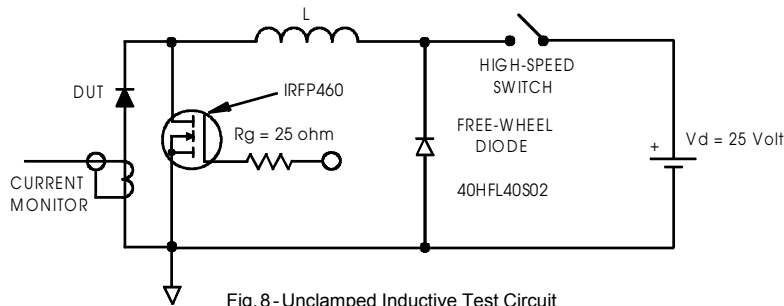 L
HIGH-SPEED
SWITCH
DUT
IRFP460
Rg = 25 ohm
FREE-WHEEL
DIODE
40HFL40S02
+
Vd = 25 Volt
CURRENT
MONITOR
Fig. 8 - Unclamped Inductive Test Circuit